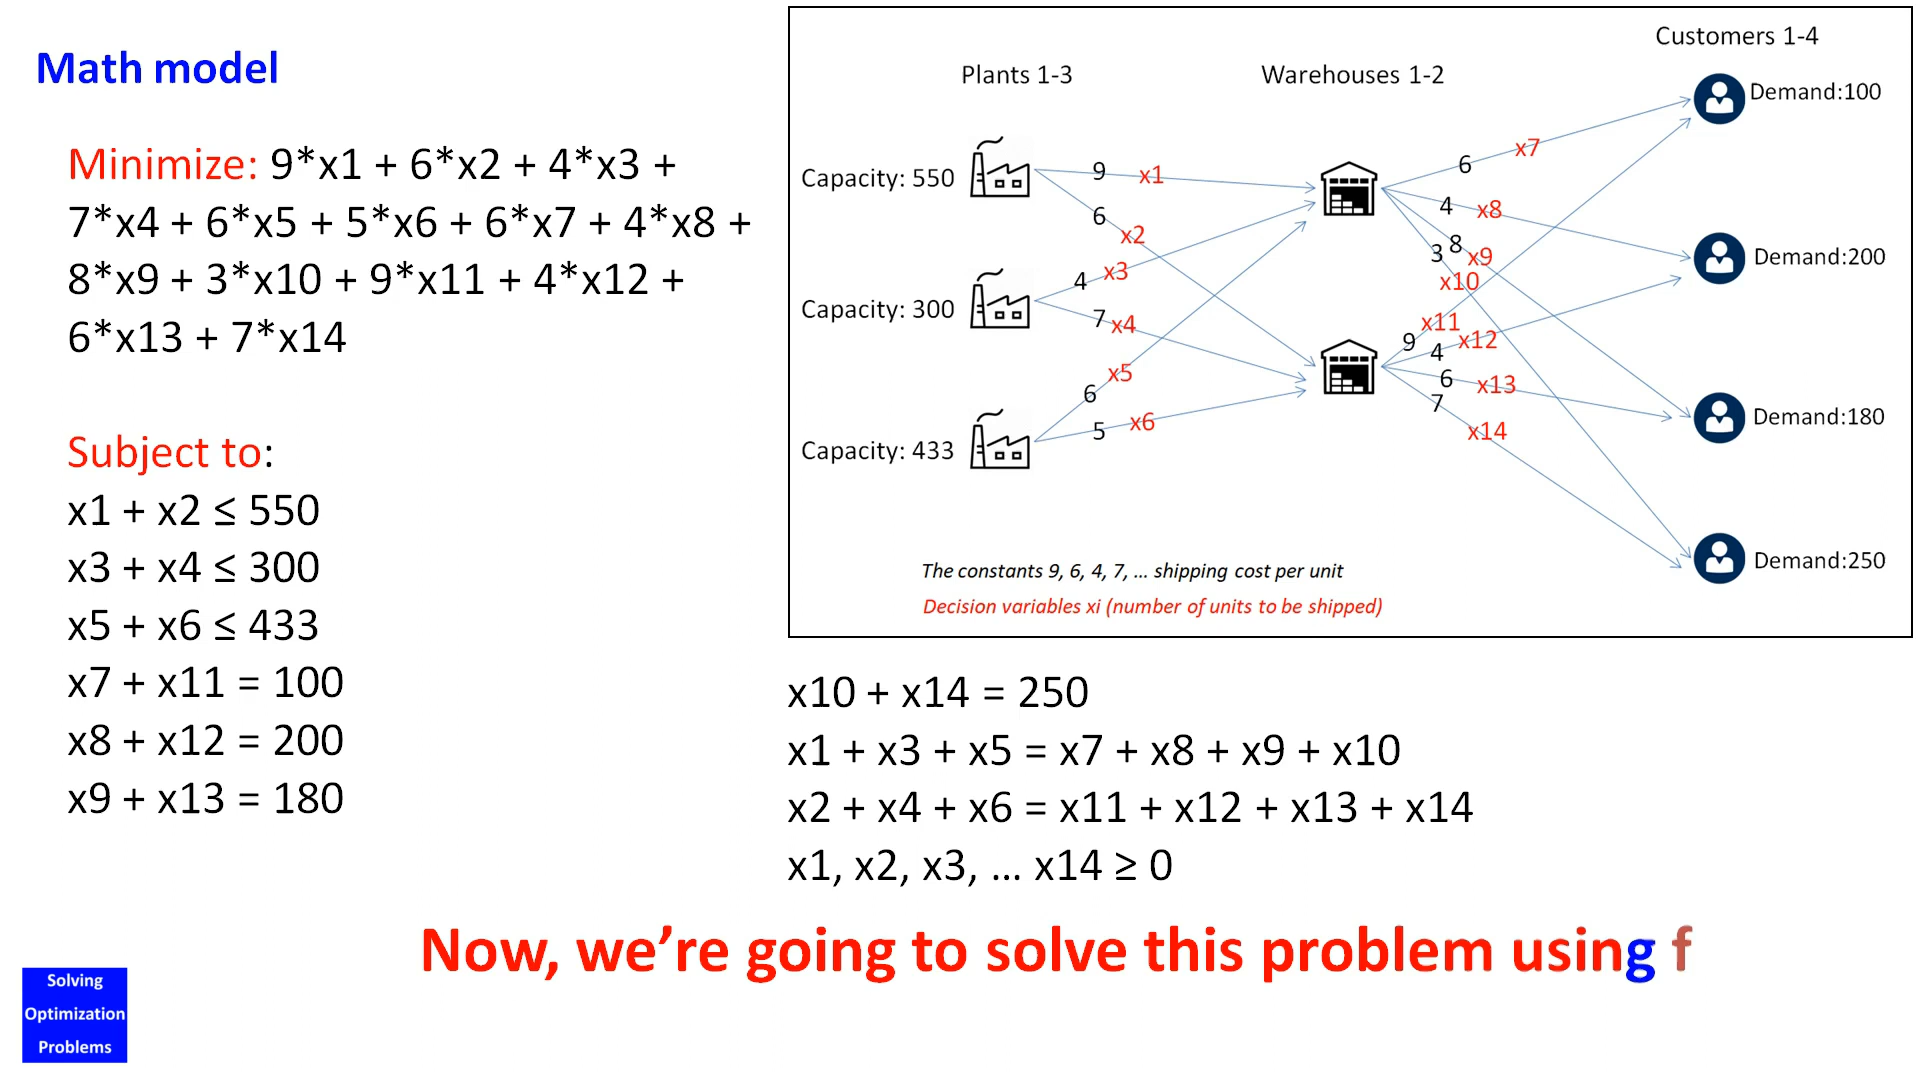 Math model
Minimize: 9*x1 + 6*x2 + 4*x3 +
7*x4 + 6*x5 + 5*x6 + 6*x7 + 4*x8 +
8*x9 + 3*x10 + 9*x11 + 4*x12 +
6*x13 + 7*x14
Subject to:
x1 + x2 ≤ 550
x3 + x4 ≤ 300
x5 + x6 ≤ 433
x7 + x11 = 100
x8 + x12 = 200
x9 + x13 = 180
Customers 1-4
Plants 1-3
Warehouses 1-2
Demand:100
Capacity: 550
9
x1
6
x2
6
x7
4
x8
8
3
x9
x10
Demand:200
Capacity: 300
4
x3
7
x4
x11
9
4
x12
6
x13
7
x14
Demand:180
x5
6
5
x6
Capacity: 433
Demand:250
The constants 9, 6, 4, 7, ... shipping cost per unit
Decision variables xi (number of units to be shipped)
x10 + x14 = 250
x1 + x3 + x5 = x7 + x8 + x9 + x10
x2 + x4 + x6 = x11 + x12 + x13 + x14
x1, x2, x3, ... x14 ≥ 0
Now, we’re going to solve this problem using f
Solving
Optimization
Problems